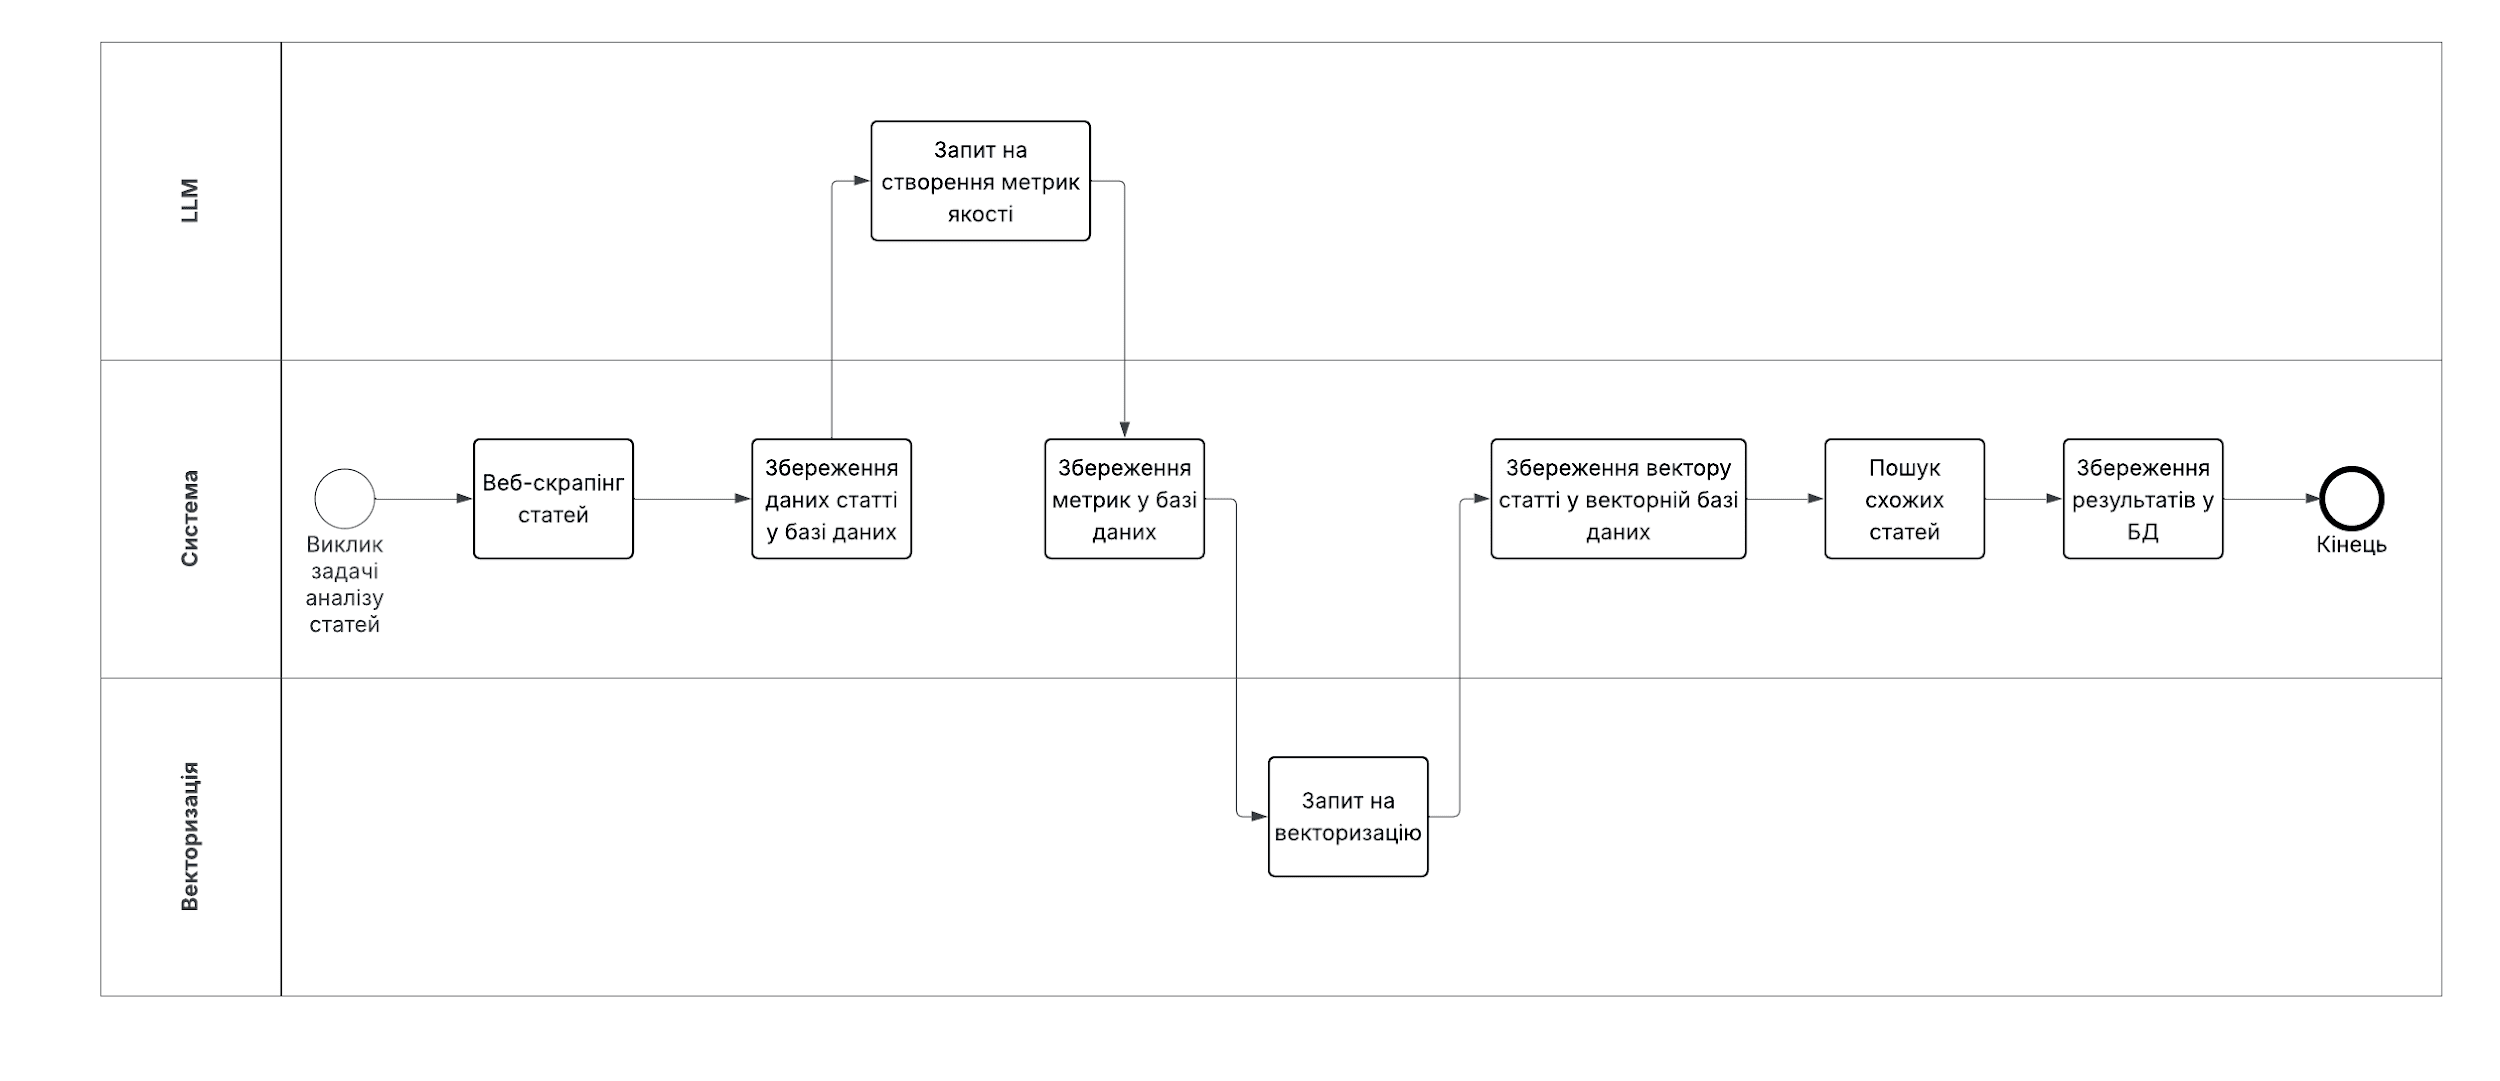 LLM
Запит на
створення метрик
якості
Система
Виклик
задачі
аналізу
статей
Веб-скрапінг
статей
Збереження
даних статті
у базі даних
Збереження
метрик у базі
даних
Збереження вектору
статті у векторній базі
даних
Пошук
схожих
статей
Збереження
результатів у
БД
Кінець
Векторизація
Запит на
векторизацію